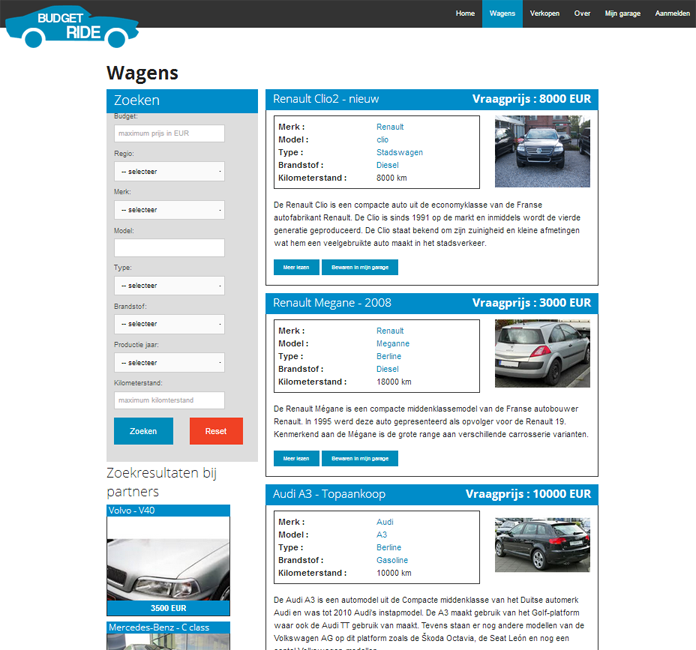 BUDGET
RIDE
Home Wagens Verkopen Over Mijn garage Aanmelden
Wagens
Zoeken
Budget:
maximum prijs in EUR
Regio:
-- selecteer
Merk:
-- selecteer
Model:
Type:
-- selecteer
Brandstof:
-- selecteer
Productie jaar:
-- selecteer
Kilometerstand:
maximum kilomterstand
Zoeken Reset
Zoekresultaten bij
partners
Volvo - V40
3500 EUR
Mercedes-Benz - C class
Renault Clio2 - nieuw Vraagprijs : 8000 EUR
Merk : Renault
Model : clio
Type : Stadswagen
Brandstof : Diesel
Kilometerstand : 8000 km
De Renault Clio is een compacte auto uit de economyklasse van de Franse
autofabrikant Renault. De Clio is sinds 1991 op de markt en inmiddels wordt de vierde
generatie geproduceerd. De Clio staat bekend om zijn zuinigheid en kleine afmetingen
wat hem een veelgebruikte auto maakt in het stadsverkeer.
Meer lezen Bewaren in mijn garage
Renault Megane - 2008 Vraagprijs : 3000 EUR
Merk : Renault
Model : Meganne
Type : Berline
Brandstof : Diesel
Kilometerstand : 18000 km
De Renault Mégane is een compacte middenklassemodel van de Franse autobouwer
Renault. In 1995 werd deze auto gepresenteerd als opvolger voor de Renault 19.
Kenmerkend aan de Mégane is de grote range aan verschillende carrosserie varianten.
Meer lezen Bewaren in mijn garage
Audi A3 - Topaankoop Vraagprijs : 10000 EUR
Merk : Audi
Model : A3
Type : Berline
Brandstof : Gasoline
Kilometerstand : 10000 km
De Audi A3 is een automodel uit de Compacte middenklasse van het Duitse automerk
Audi en was tot 2010 Audi's instapmodel. De A3 maakt gebruik van het Golf-platform
waar ook de Audi TT gebruik van maakt. Tevens staan er nog andere modellen van de
Volkswagen AG op dit platform zoals de Škoda Octavia, de Seat León en nog een
aantal Volkswagen-modellen.